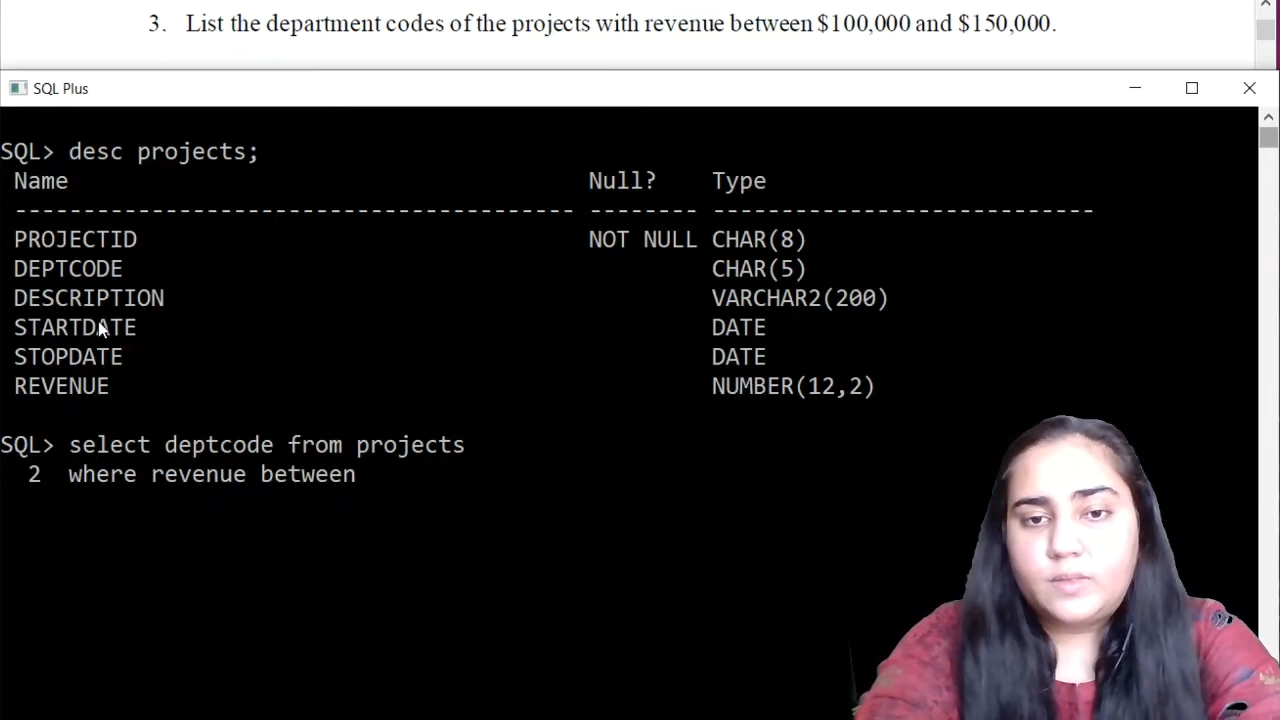 3. List the department codes of the projects with revenue between $100,000 and $150,000.
SQL Plus
SQL> desc projects;
Name Null? Type
----------------------------------------- -------- ----------------------------
PROJECTID NOT NULL CHAR(8)
DEPTCODE CHAR(5)
DESCRIPTION VARCHAR2(200)
STARTDATE DATE
STOPDATE DATE
REVENUE NUMBER(12,2)
SQL> select deptcode from projects
2 where revenue between